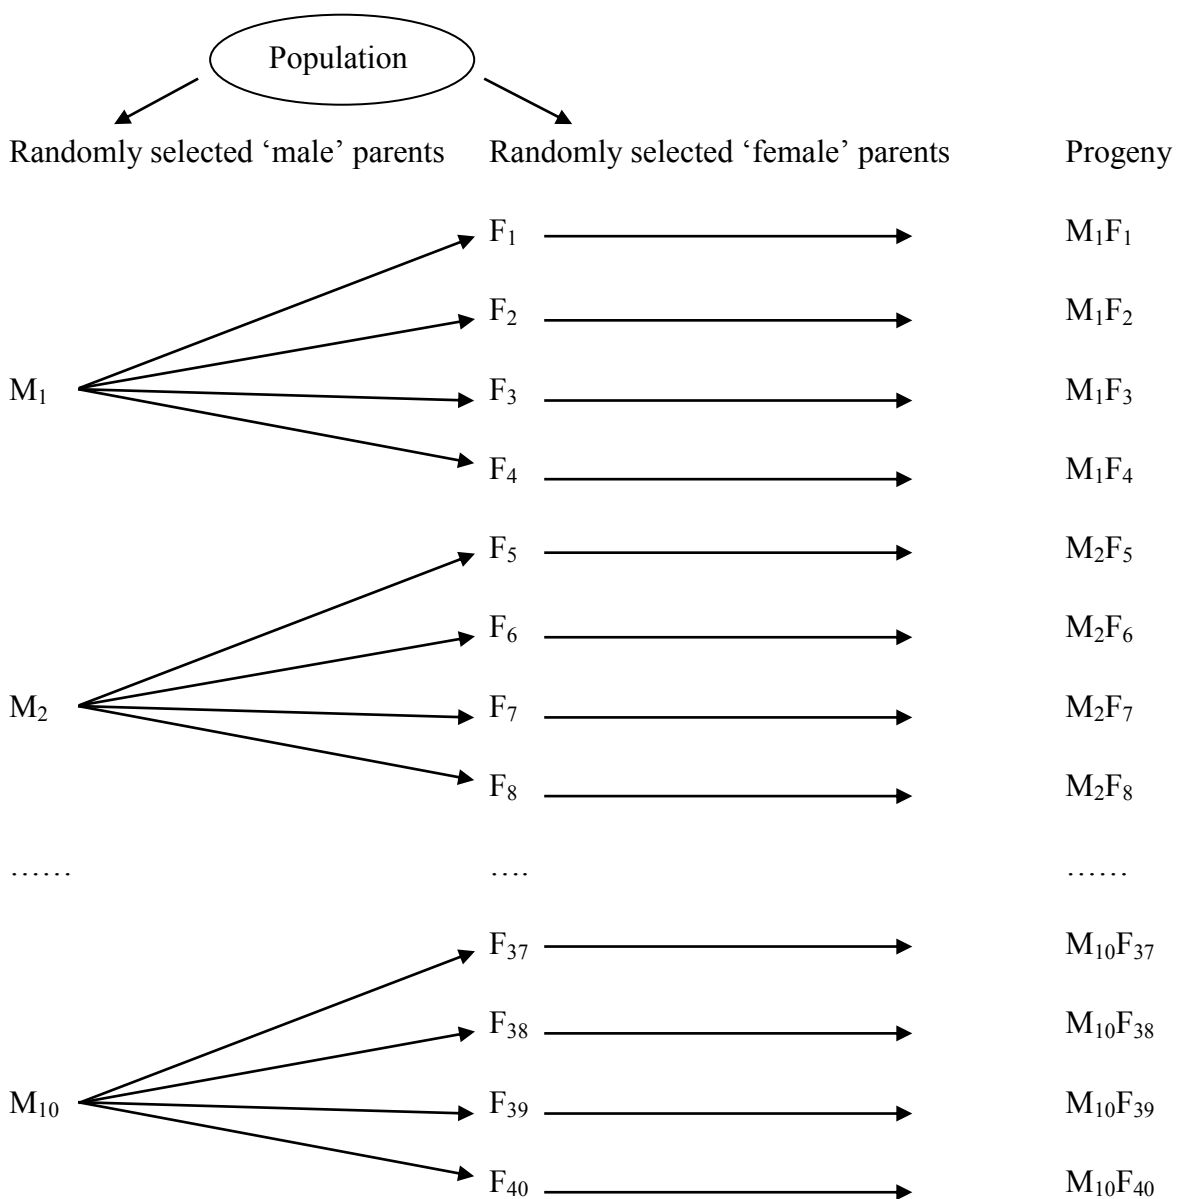 Population
Randomly selected ‘male’ parents Randomly selected ‘female’ parents Progeny
F₁ M₁F₁
F₂ M₁F₂
M₁ F₃ M₁F₃
F₄ M₁F₄
F₅ M₂F₅
F₆ M₂F₆
M₂ F₇ M₂F₇
F₈ M₂F₈
…… …. ……
F₃₇ M₁₀F₃₇
F₃₈ M₁₀F₃₈
M₁₀ F₃₉ M₁₀F₃₉
F₄₀ M₁₀F₄₀